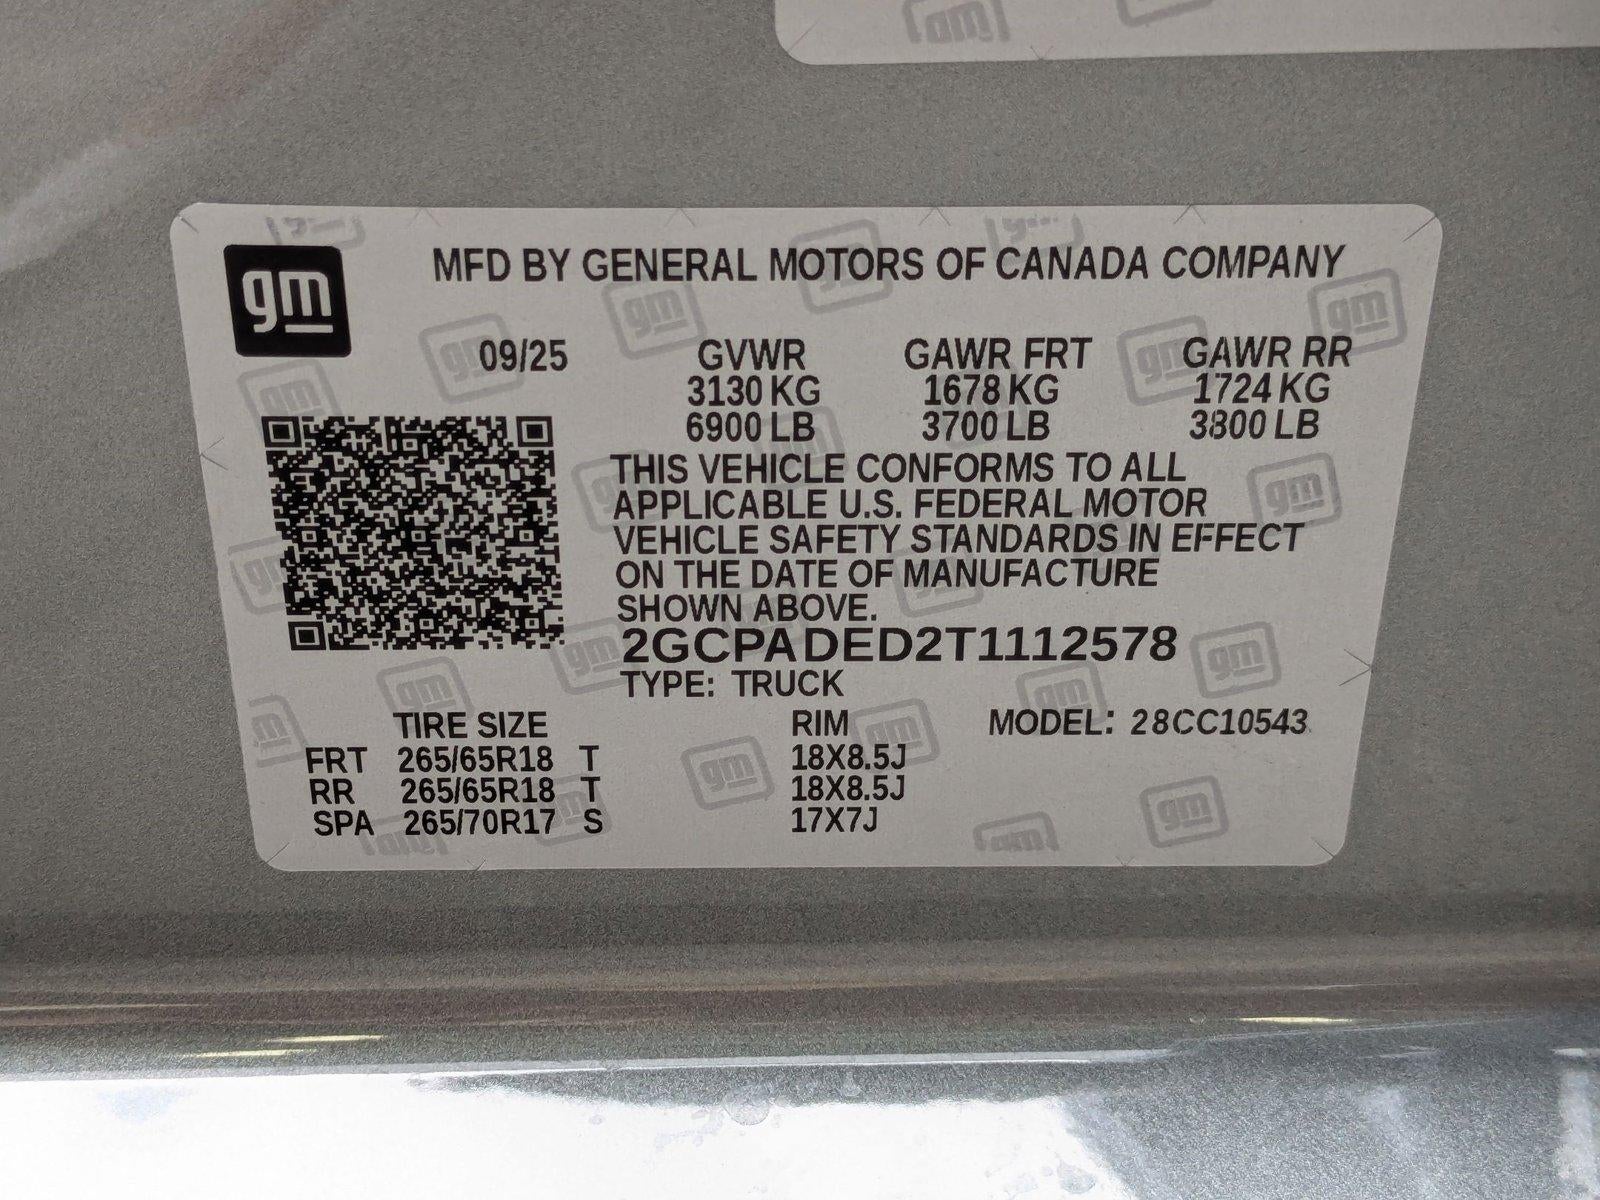 gm
MFD BY GENERAL MOTORS OF CANADA COMPANY
09/25 GVWR GAWR FRT GAWR RR
3130 KG 1678 KG 1724 KG
6900 LB 3700 LB 3800 LB
THIS VEHICLE CONFORMS TO ALL
APPLICABLE U.S. FEDERAL MOTOR
VEHICLE SAFETY STANDARDS IN EFFECT
ON THE DATE OF MANUFACTURE
SHOWN ABOVE.
2GCPADED2T1112578
TYPE: TRUCK
TIRE SIZE RIM MODEL: 28CC10543
FRT 265/65R18 T 18X8.5J
RR 265/65R18 T 18X8.5J
SPA 265/70R17 S 17X7J